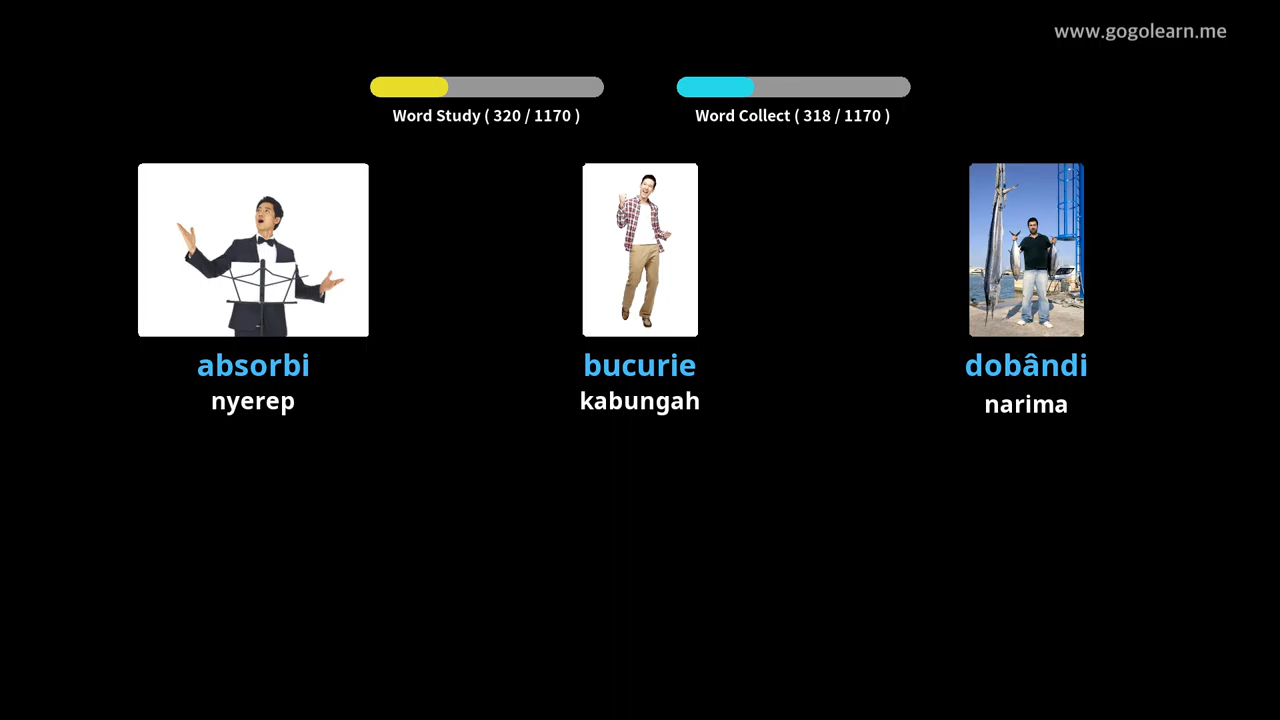 www.gogolearn.me
Word Study ( 320 / 1170 )
Word Collect ( 318 / 1170 )
absorbi
nyerep
bucurie
kabungah
dobândi
narima